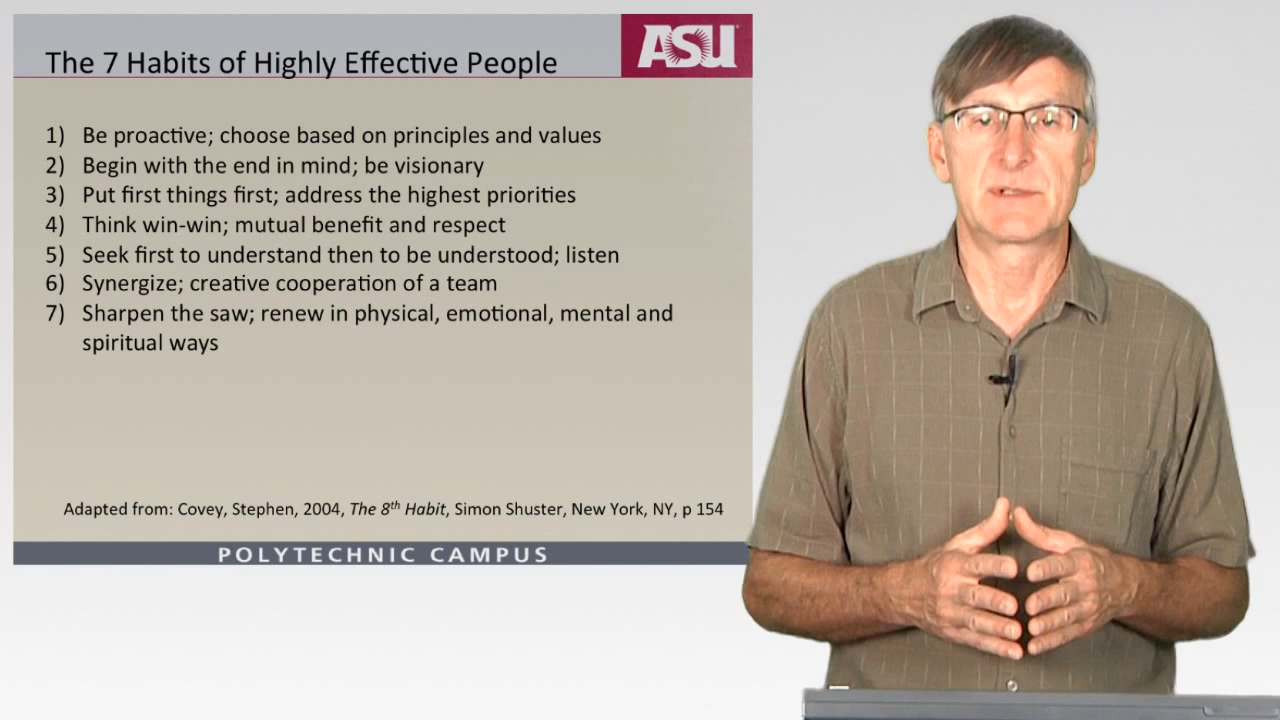 The 7 Habits of Highly Effective People
ASU
1) Be proactive; choose based on principles and values
2) Begin with the end in mind; be visionary
3) Put first things first; address the highest priorities
4) Think win-win; mutual benefit and respect
5) Seek first to understand then to be understood; listen
6) Synergize; creative cooperation of a team
7) Sharpen the saw; renew in physical, emotional, mental and
spiritual ways
Adapted from: Covey, Stephen, 2004, The 8th Habit, Simon Shuster, New York, NY, p 154
POLYTECHNIC CAMPUS